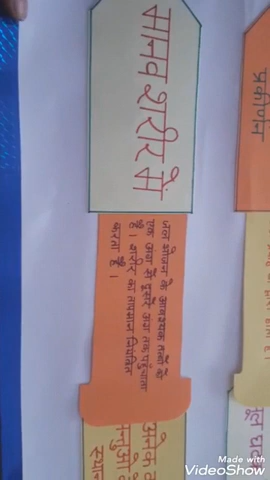 मानव शरीर में
जल भोजन के आवश्यक तत्वों को
एक अंश से दूसरे अंश तक पहुंचाता
है। शरीर का तापमान नियंत्रित
करता है।
अनेक
प्रकीर्णन
Made with
VideoShow